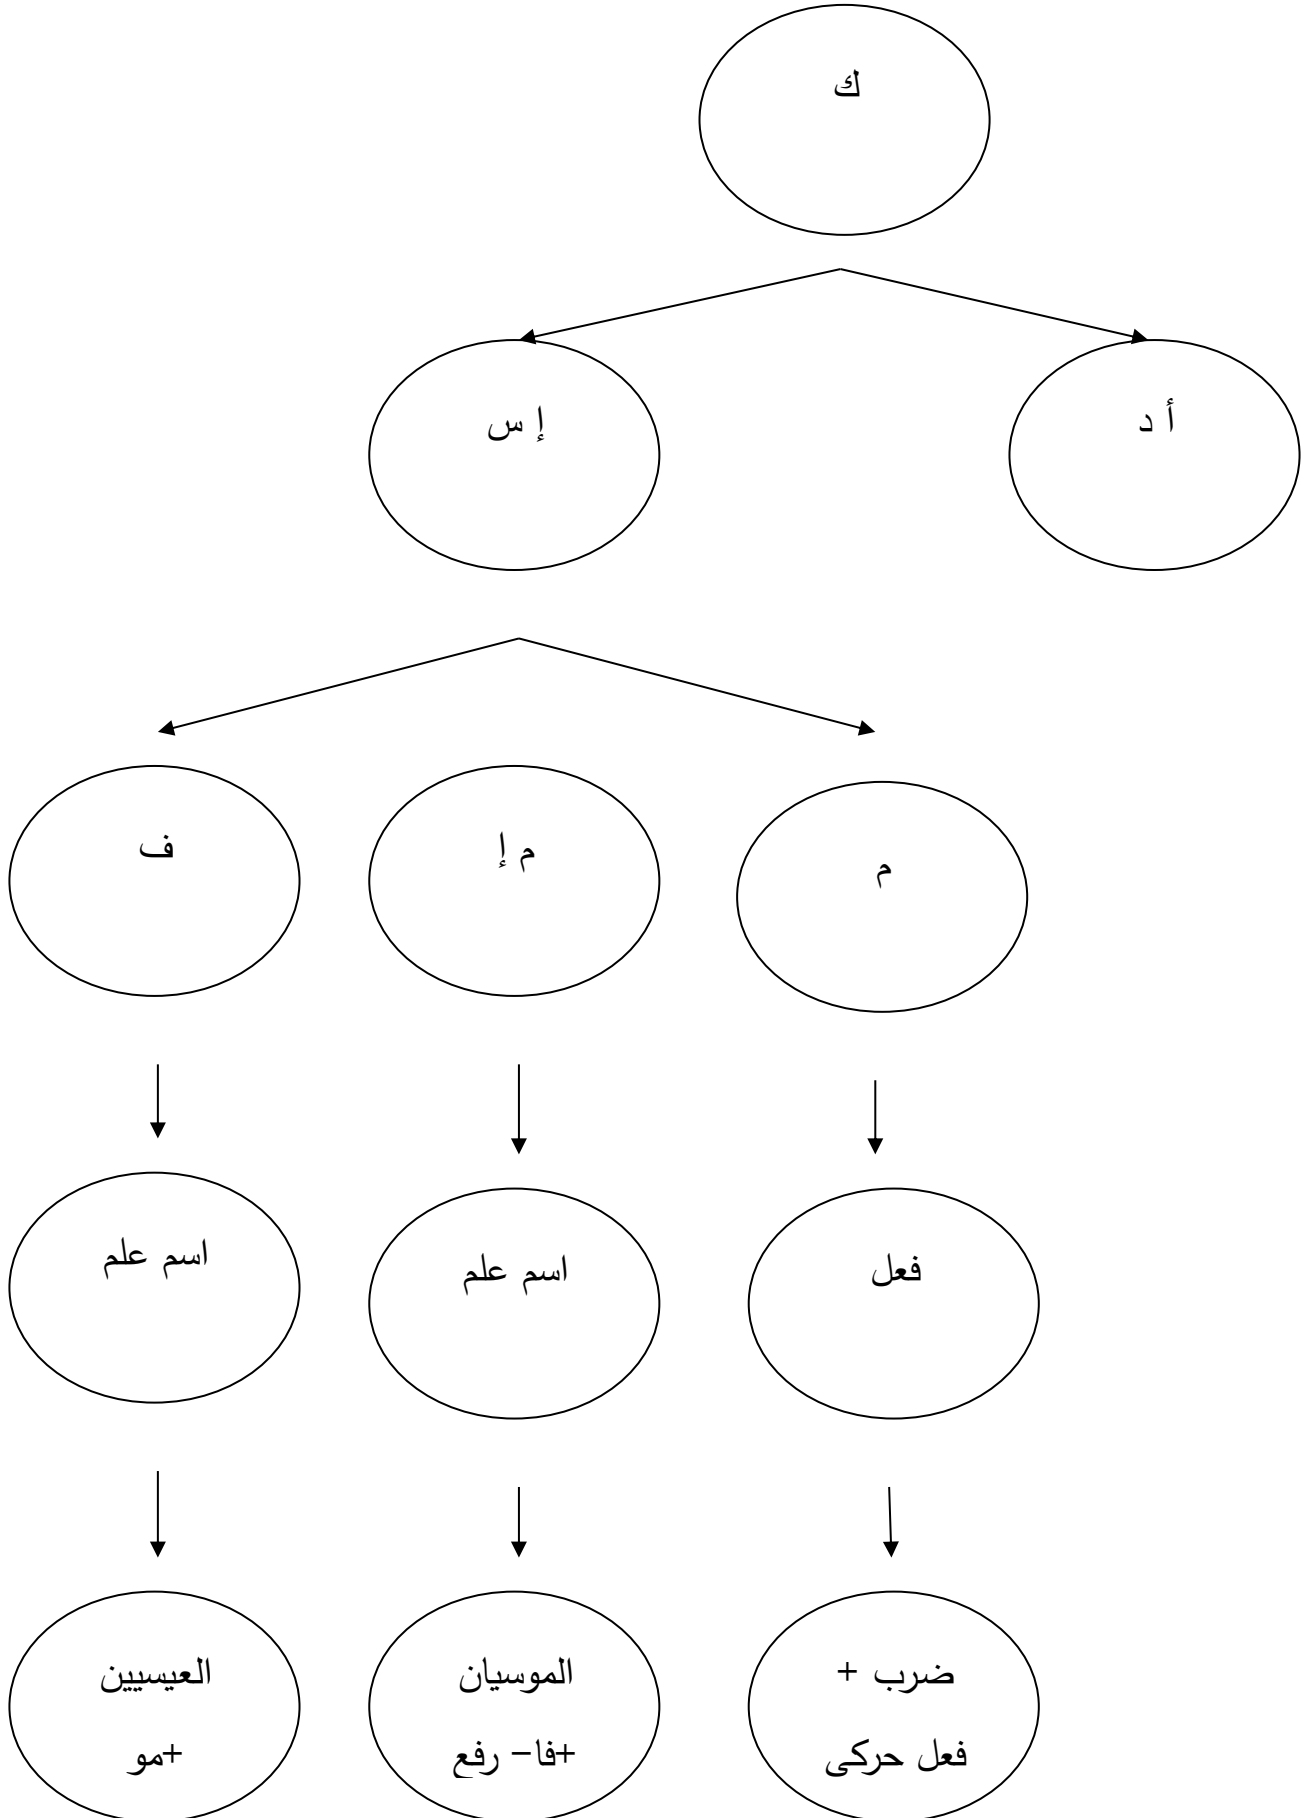 ك
أ د
إ س
م
م إ
ف
فعل
اسم علم
اسم علم
ضرب +
فعل حركى
الموسيان
+فا– رفع
العيسيين
+مو